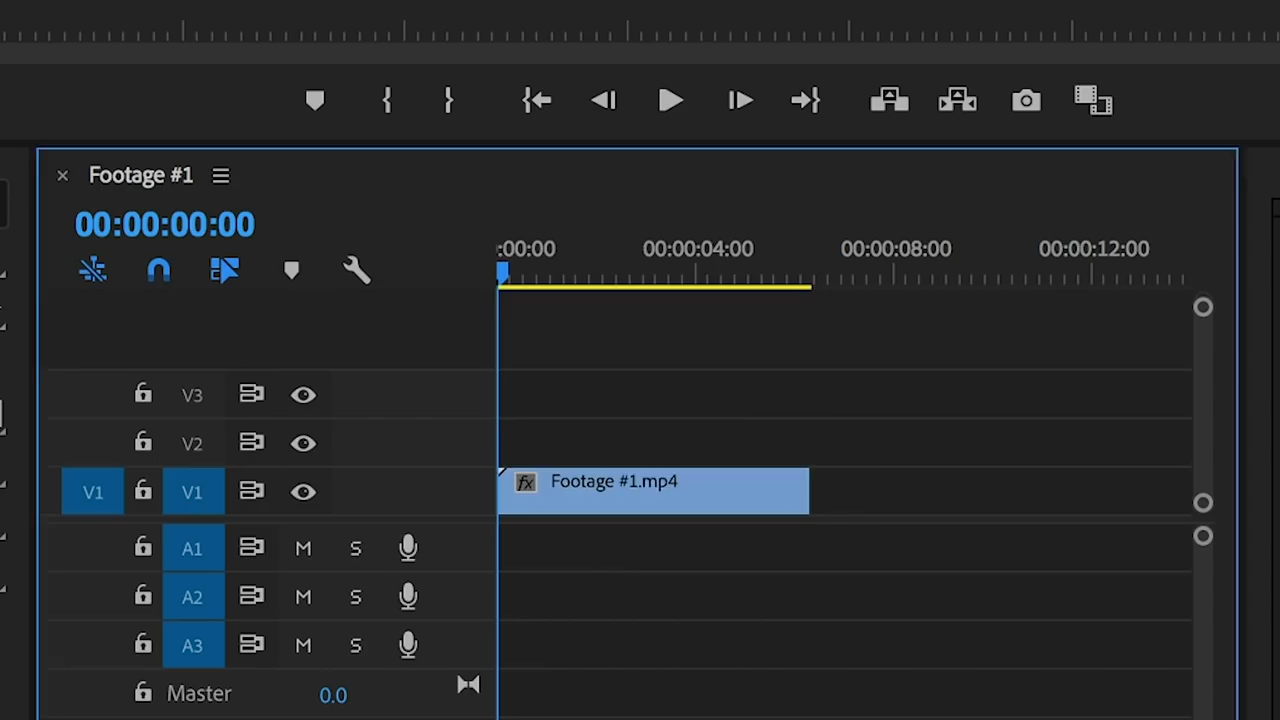 Footage #1
00:00:00:00
:00:00 00:00:04:00 00:00:08:00 00:00:12:00
V3
V2
V1 V1 fx Footage #1.mp4
A1 M S
A2 M S
A3 M S
Master 0.0